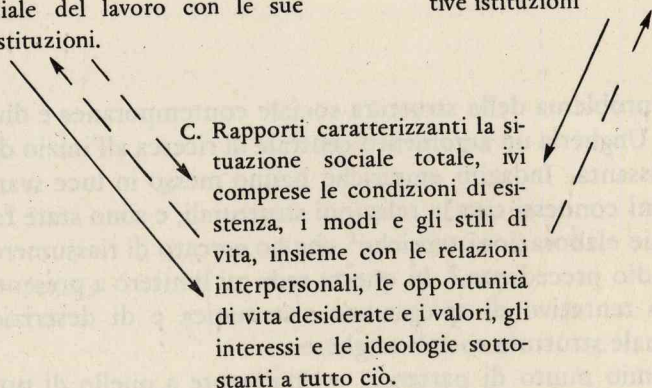 iale del lavoro con le sue
tive istituzioni
stituzioni.
C. Rapporti caratterizzanti la si-
tuazione sociale totale, ivi
comprese le condizioni di esi-
stenza, i modi e gli stili di
vita, insieme con le relazioni
interpersonali, le opportunità
di vita desiderate e i valori, gli
interessi e le ideologie sotto-
stanti a tutto ciò.